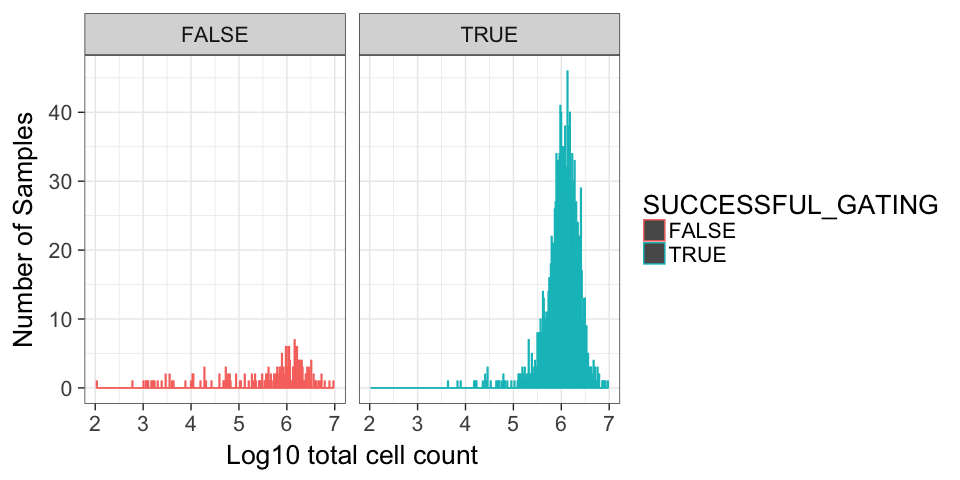 FALSE
TRUE
Number of Samples
40
30
20
10
0
2 3 4 5 6 7
2 3 4 5 6 7
Log10 total cell count
SUCCESSFUL_GATING
FALSE
TRUE